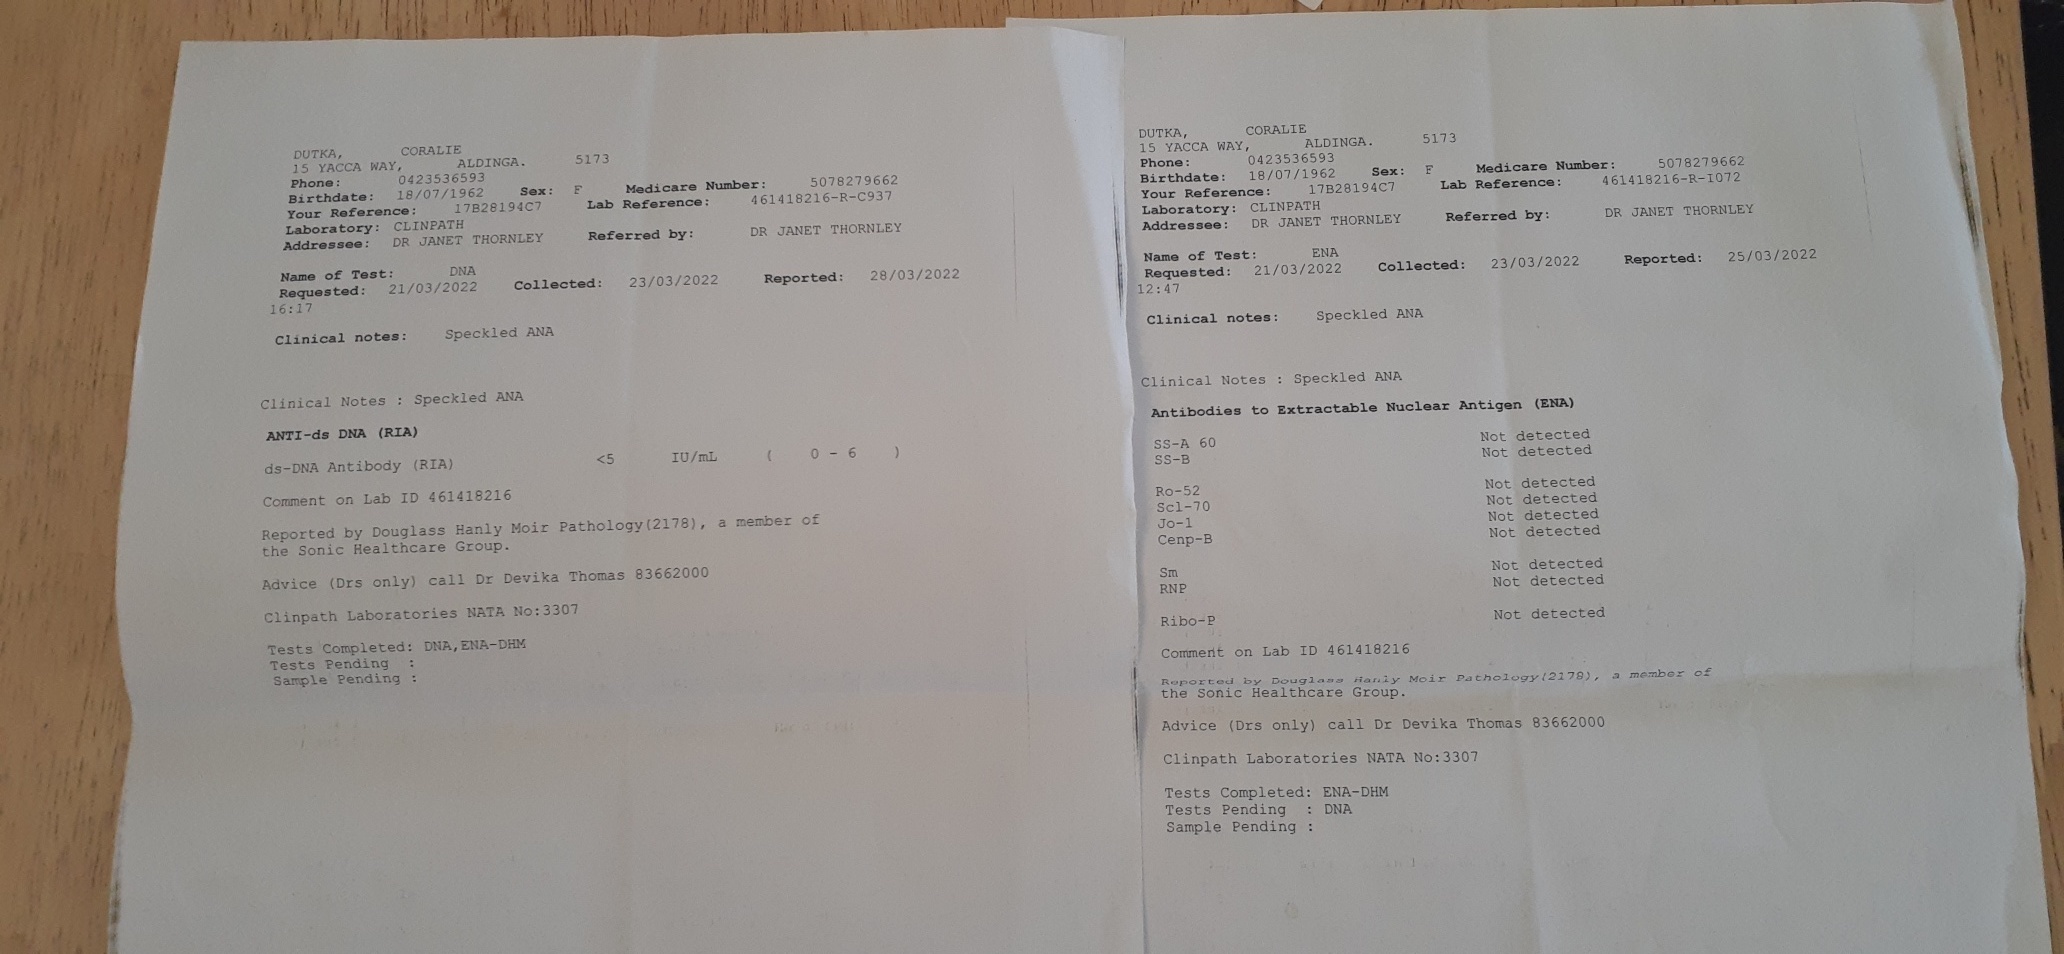 DUTKA, CORALIE
15 YACCA WAY, ALDINGA. 5173
Phone: 0423536593
Birthdate: 18/07/1962 Sex: F Medicare Number: 5078279662
Your Reference: 17B28194C7 Lab Reference: 461418216-R-C937
Laboratory: CLINPATH
Addressee: DR JANET THORNLEY Referred by: DR JANET THORNLEY
Name of Test: DNA
Requested: 21/03/2022 Collected: 23/03/2022 Reported: 28/03/2022
16:17
Clinical notes: Speckled ANA
Clinical Notes : Speckled ANA
ANTI-ds DNA (RIA)
ds-DNA Antibody (RIA) <5 IU/mL ( 0 - 6 )
Comment on Lab ID 461418216
Reported by Douglass Hanly Moir Pathology(2178), a member of
the Sonic Healthcare Group.
Advice (Drs only) call Dr Devika Thomas 83662000
Clinpath Laboratories NATA No:3307
Tests Completed: DNA,ENA-DHM
Tests Pending :
Sample Pending :
DUTKA, CORALIE
15 YACCA WAY, ALDINGA. 5173
Phone: 0423536593
Birthdate: 18/07/1962 Sex: F Medicare Number: 5078279662
Your Reference: 17B28194C7 Lab Reference: 461418216-R-I072
Laboratory: CLINPATH
Addressee: DR JANET THORNLEY Referred by: DR JANET THORNLEY
Name of Test: ENA
Requested: 21/03/2022 Collected: 23/03/2022 Reported: 25/03/2022
12:47
Clinical notes: Speckled ANA
Clinical Notes : Speckled ANA
Antibodies to Extractable Nuclear Antigen (ENA)
SS-A 60 Not detected
SS-B Not detected
Ro-52 Not detected
Scl-70 Not detected
Jo-1 Not detected
Cenp-B Not detected
Sm Not detected
RNP Not detected
Ribo-P Not detected
Comment on Lab ID 461418216
Reported by Douglass Hanly Moir Pathology(2178), a member of
the Sonic Healthcare Group.
Advice (Drs only) call Dr Devika Thomas 83662000
Clinpath Laboratories NATA No:3307
Tests Completed: ENA-DHM
Tests Pending : DNA
Sample Pending :